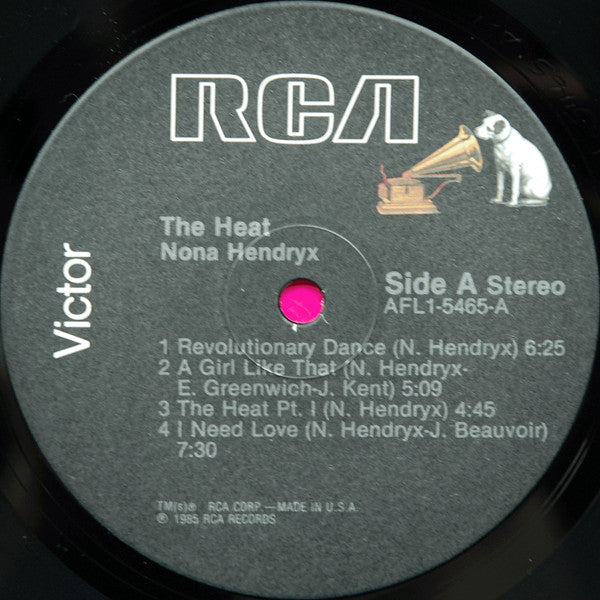 RCA
Victor
The Heat
Nona Hendryx
Side A Stereo
AFL1-5465-A
1 Revolutionary Dance (N. Hendryx) 6:25
2 A Girl Like That (N. Hendryx-
E. Greenwich-J. Kent) 5:09
3 The Heat Pt. I (N. Hendryx) 4:45
4 I Need Love (N. Hendryx-J. Beauvoir)
7:30
TM(s)® RCA CORP.—MADE IN U.S.A.
℗ 1985 RCA RECORDS